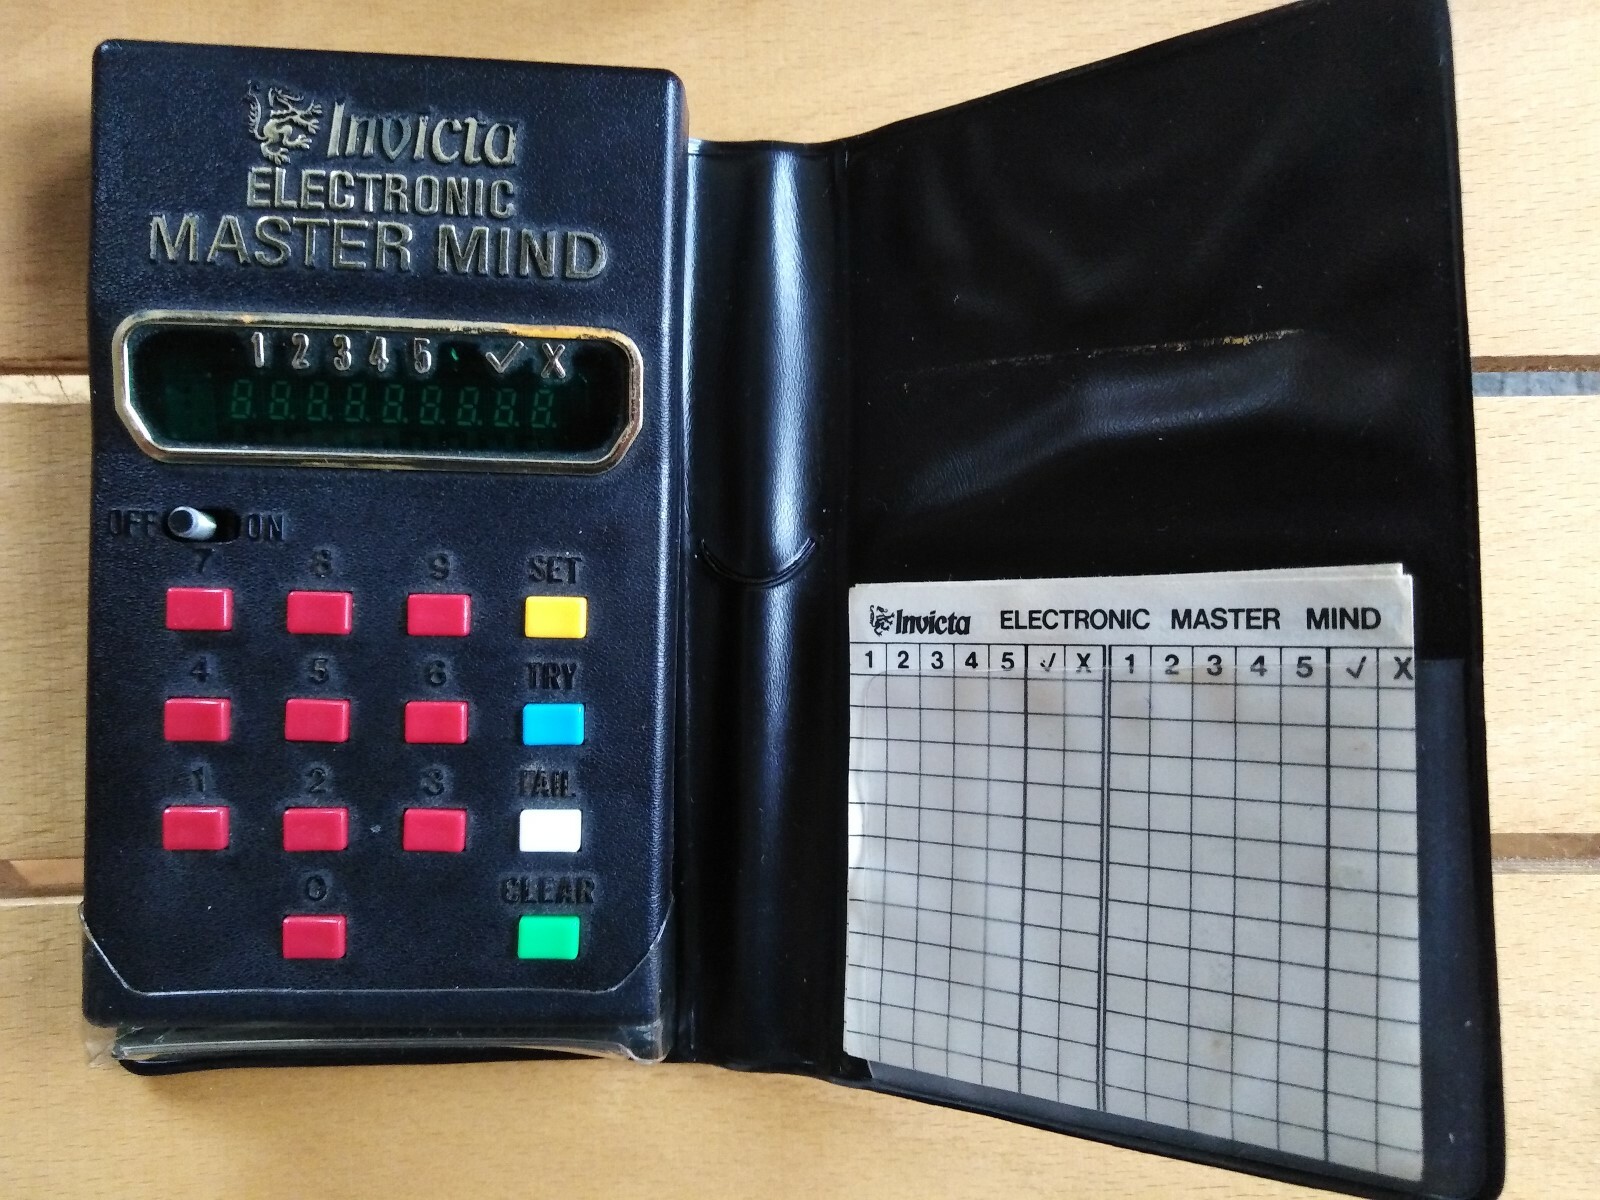 Invicta
ELECTRONIC
MASTER MIND
1 2 3 4 5 ✓ X
8.8.8.8.8.8.8.8.8.
OFF ON
7 8 9 SET
4 5 6 TRY
1 2 3 FAIL
0 CLEAR
Invicta ELECTRONIC MASTER MIND
1 2 3 4 5 ✓ X 1 2 3 4 5 ✓ X